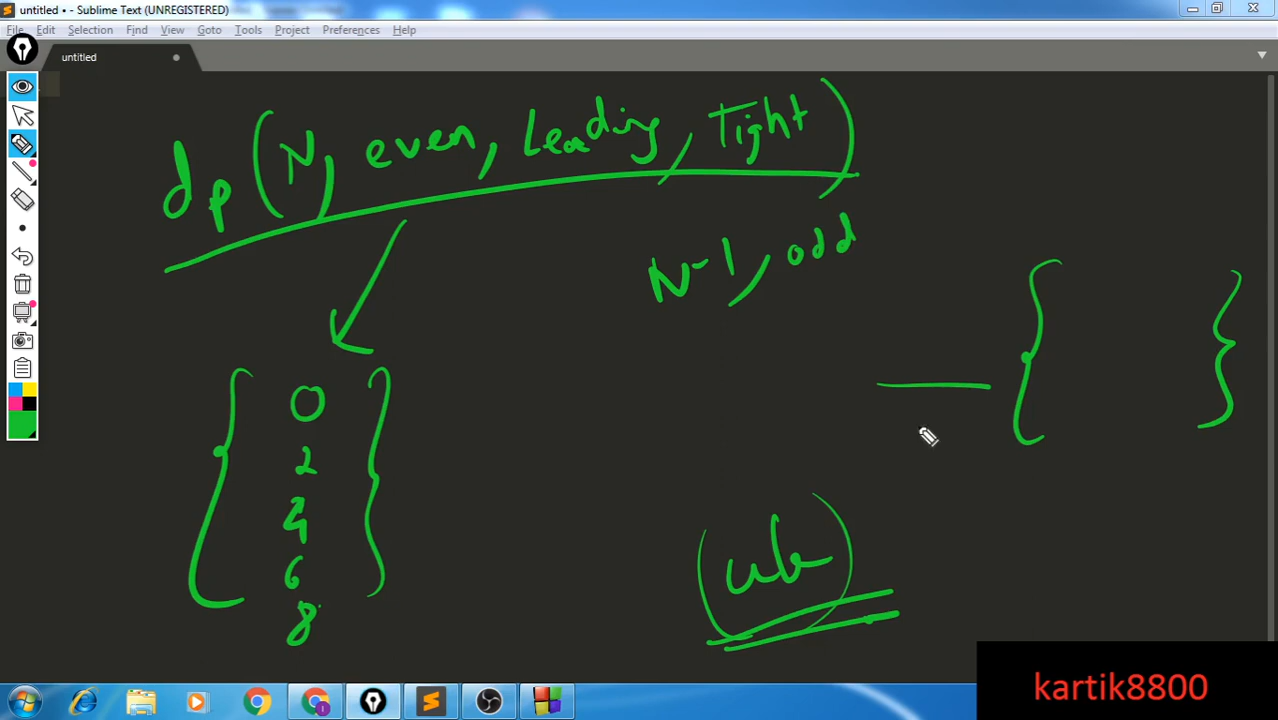 untitled • - Sublime Text (UNREGISTERED)
File Edit Selection Find View Goto Tools Project Preferences Help
untitled
dp (N, even, Leading, Tight)
N-1, odd
{ 0 }
2
4
6
8
{ }
(ub)
kartik8800